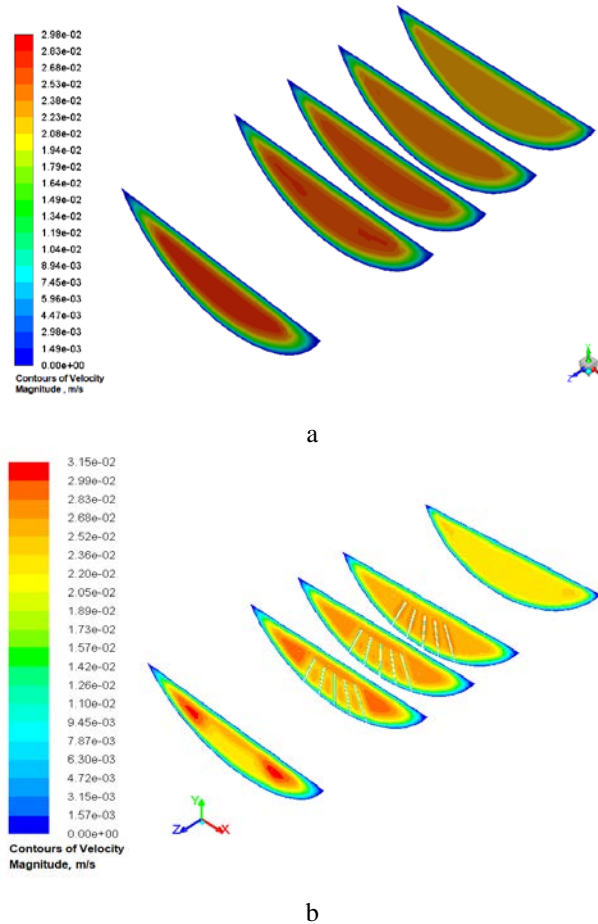 2.98e-02
2.83e-02
2.68e-02
2.53e-02
2.38e-02
2.23e-02
2.08e-02
1.94e-02
1.79e-02
1.64e-02
1.49e-02
1.34e-02
1.19e-02
1.04e-02
8.94e-03
7.45e-03
5.96e-03
4.47e-03
2.98e-03
1.49e-03
0.00e+00
Contours of Velocity
Magnitude , m/s
Y
Z
a
3.15e-02
2.99e-02
2.83e-02
2.68e-02
2.52e-02
2.36e-02
2.20e-02
2.05e-02
1.89e-02
1.73e-02
1.57e-02
1.42e-02
1.26e-02
1.10e-02
9.45e-03
7.87e-03
6.30e-03
4.72e-03
3.15e-03
1.57e-03
0.00e+00
Contours of Velocity
Magnitude, m/s
Y
Z
X
b